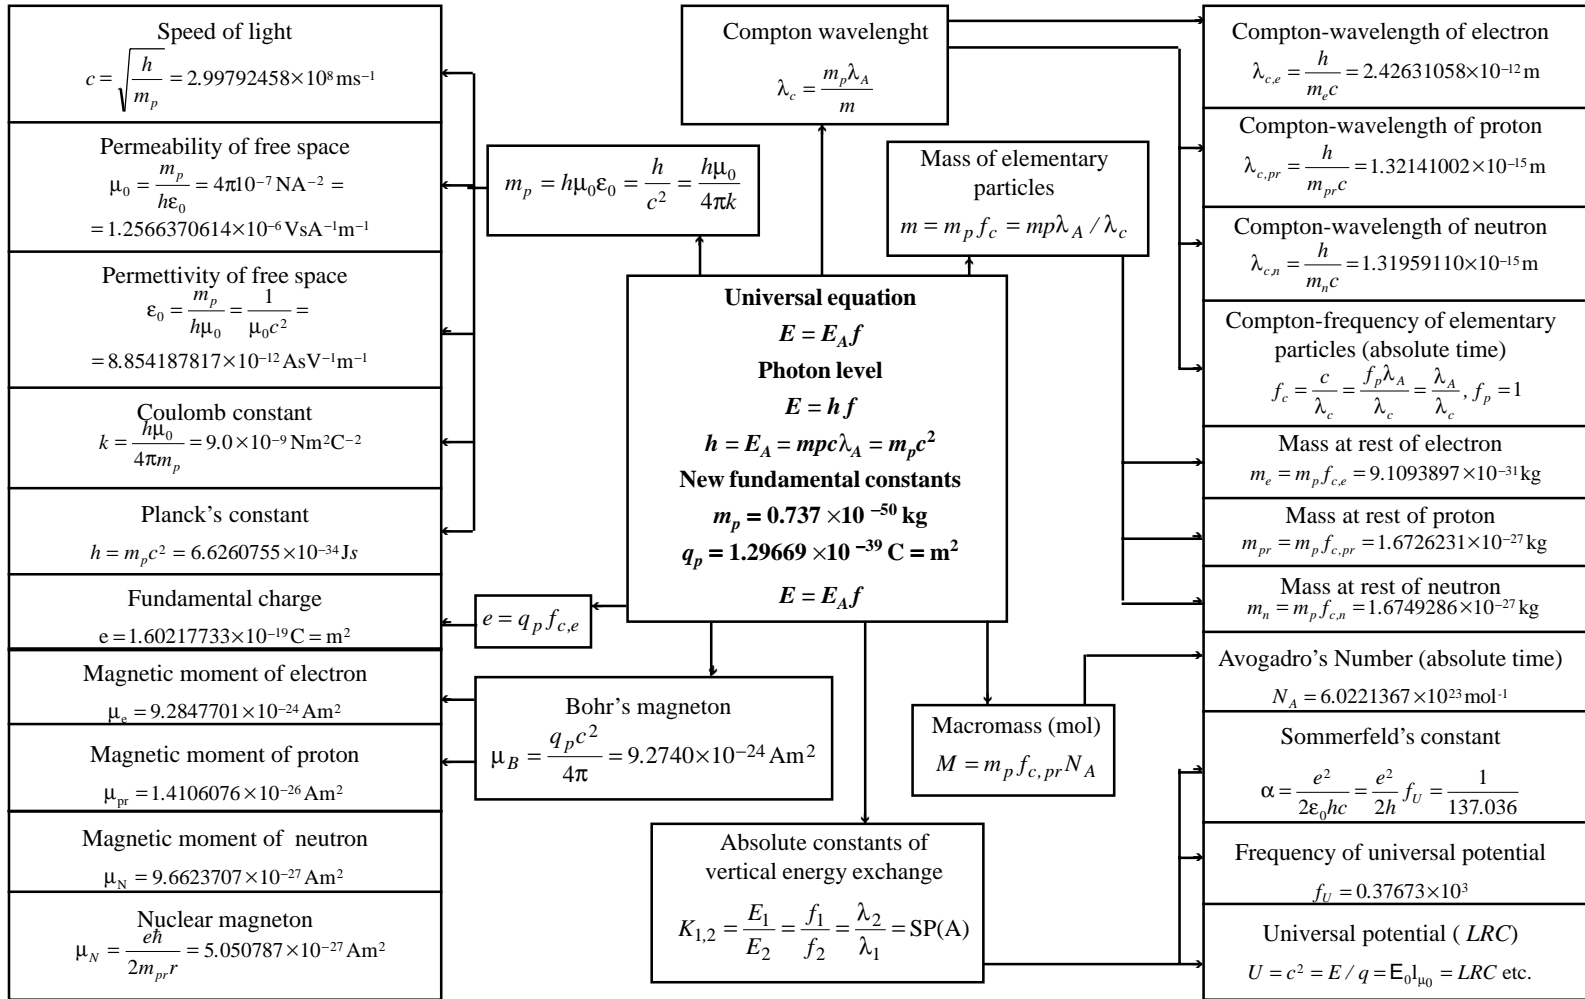 Speed of light
c = √(h/m_p) = 2.99792458×10⁸ ms⁻¹
Permeability of free space
μ₀ = m_p/hε₀ = 4π10⁻⁷ NA⁻² =
= 1.2566370614×10⁻⁶ VsA⁻¹m⁻¹
Permettivity of free space
ε₀ = m_p/hμ₀ = 1/μ₀c² =
= 8.854187817×10⁻¹² AsV⁻¹m⁻¹
Coulomb constant
k = hμ₀/4πm_p = 9.0×10⁻⁹ Nm²C⁻²
Planck's constant
h = m_p c² = 6.6260755×10⁻³⁴ Js
Fundamental charge
e = 1.60217733×10⁻¹⁹ C = m²
Magnetic moment of electron
μ_e = 9.2847701×10⁻²⁴ Am²
Magnetic moment of proton
μ_pr = 1.4106076×10⁻²⁶ Am²
Magnetic moment of neutron
μ_N = 9.6623707×10⁻²⁷ Am²
Nuclear magneton
μ_N = eħ/2m_pr r = 5.050787×10⁻²⁷ Am²
m_p = hμ₀ε₀ = h/c² = hμ₀/4πk
Compton wavelenght
λ_c = m_p λ_A/m
Mass of elementary
particles
m = m_p f_c = mpλ_A / λ_c
Universal equation
E = E_A f
Photon level
E = h f
h = E_A = mpcλ_A = m_p c²
New fundamental constants
m_p = 0.737 ×10⁻⁵⁰ kg
q_p = 1.29669 ×10⁻³⁹ C = m²
E = E_A f
e = q_p f_c,e
Bohr's magneton
μ_B = q_p c²/4π = 9.2740×10⁻²⁴ Am²
Macromass (mol)
M = m_p f_c,pr N_A
Absolute constants of
vertical energy exchange
K₁,₂ = E₁/E₂ = f₁/f₂ = λ₂/λ₁ = SP(A)
Compton-wavelength of electron
λ_c,e = h/m_e c = 2.42631058×10⁻¹² m
Compton-wavelength of proton
λ_c,pr = h/m_pr c = 1.32141002×10⁻¹⁵ m
Compton-wavelength of neutron
λ_c,n = h/m_n c = 1.31959110×10⁻¹⁵ m
Compton-frequency of elementary
particles (absolute time)
f_c = c/λ_c = f_p λ_A/λ_c = λ_A/λ_c, f_p = 1
Mass at rest of electron
m_e = m_p f_c,e = 9.1093897×10⁻³¹ kg
Mass at rest of proton
m_pr = m_p f_c,pr = 1.6726231×10⁻²⁷ kg
Mass at rest of neutron
m_n = m_p f_c,n = 1.6749286×10⁻²⁷ kg
Avogadro's Number (absolute time)
N_A = 6.0221367×10²³ mol⁻¹
Sommerfeld's constant
α = e²/2ε₀hc = e²/2h f_U = 1/137.036
Frequency of universal potential
f_U = 0.37673×10³
Universal potential ( LRC)
U = c² = E / q = E₀l_μ₀ = LRC etc.